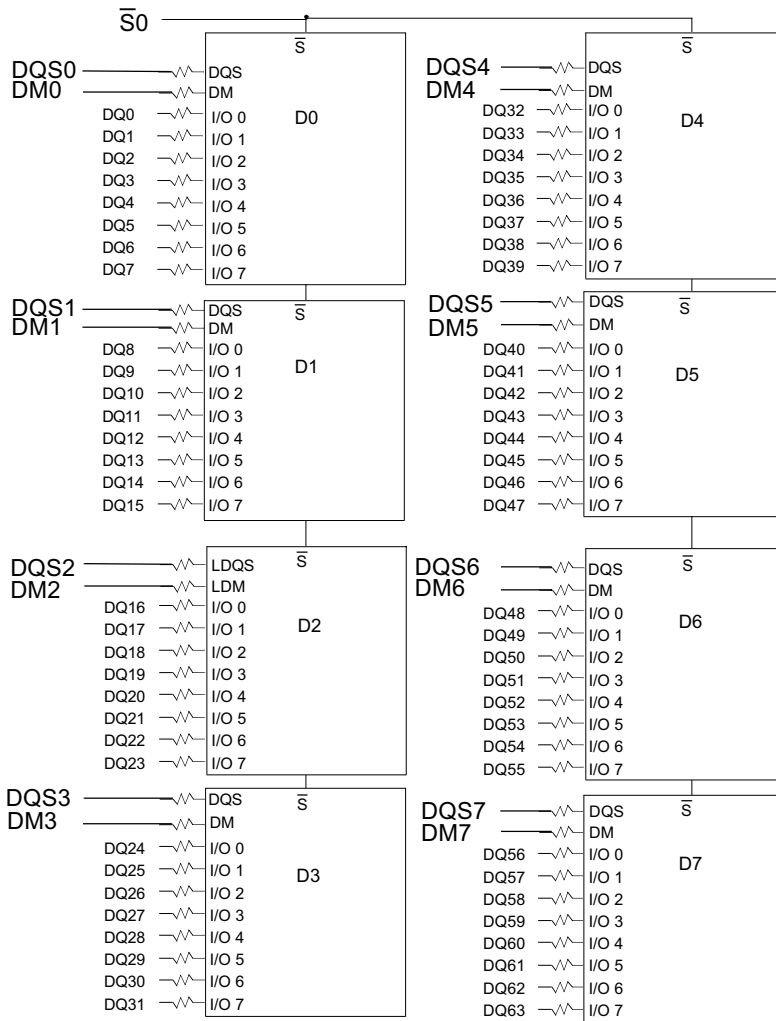 S̅0
S̅
DQS0 DQS
DM0 DM
D0
DQ0 I/O 0
DQ1 I/O 1
DQ2 I/O 2
DQ3 I/O 3
DQ4 I/O 4
DQ5 I/O 5
DQ6 I/O 6
DQ7 I/O 7
S̅
DQS1 DQS
DM1 DM
D1
DQ8 I/O 0
DQ9 I/O 1
DQ10 I/O 2
DQ11 I/O 3
DQ12 I/O 4
DQ13 I/O 5
DQ14 I/O 6
DQ15 I/O 7
S̅
DQS2 LDQS
DM2 LDM
D2
DQ16 I/O 0
DQ17 I/O 1
DQ18 I/O 2
DQ19 I/O 3
DQ20 I/O 4
DQ21 I/O 5
DQ22 I/O 6
DQ23 I/O 7
S̅
DQS3 DQS
DM3 DM
D3
DQ24 I/O 0
DQ25 I/O 1
DQ26 I/O 2
DQ27 I/O 3
DQ28 I/O 4
DQ29 I/O 5
DQ30 I/O 6
DQ31 I/O 7
S̅
DQS4 DQS
DM4 DM
D4
DQ32 I/O 0
DQ33 I/O 1
DQ34 I/O 2
DQ35 I/O 3
DQ36 I/O 4
DQ37 I/O 5
DQ38 I/O 6
DQ39 I/O 7
S̅
DQS5 DQS
DM5 DM
D5
DQ40 I/O 0
DQ41 I/O 1
DQ42 I/O 2
DQ43 I/O 3
DQ44 I/O 4
DQ45 I/O 5
DQ46 I/O 6
DQ47 I/O 7
S̅
DQS6 DQS
DM6 DM
D6
DQ48 I/O 0
DQ49 I/O 1
DQ50 I/O 2
DQ51 I/O 3
DQ52 I/O 4
DQ53 I/O 5
DQ54 I/O 6
DQ55 I/O 7
S̅
DQS7 DQS
DM7 DM
D7
DQ56 I/O 0
DQ57 I/O 1
DQ58 I/O 2
DQ59 I/O 3
DQ60 I/O 4
DQ61 I/O 5
DQ62 I/O 6
DQ63 I/O 7